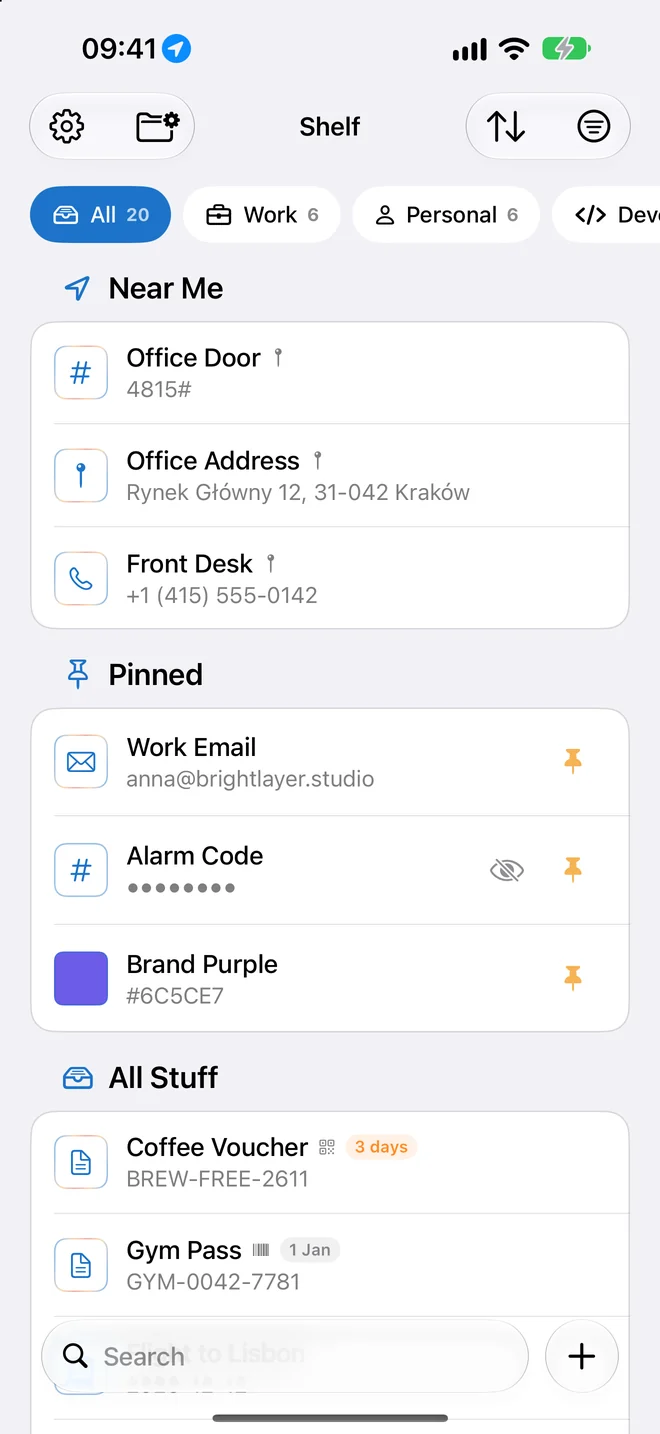 09:41
Shelf
All 20
Work 6
Personal 6
Dev
Near Me
Office Door
4815#
Office Address
Rynek Główny 12, 31-042 Kraków
Front Desk
+1 (415) 555-0142
Pinned
Work Email
anna@brightlayer.studio
Alarm Code
••••••••
Brand Purple
#6C5CE7
All Stuff
Coffee Voucher 3 days
BREW-FREE-2611
Gym Pass 1 Jan
GYM-0042-7781
Flight to Lisbon
Search